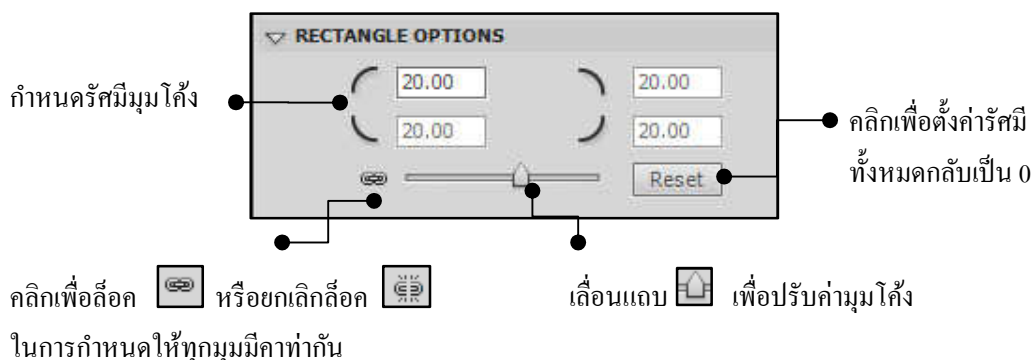 RECTANGLE OPTIONS
กำหนดรัศมีมุมโค้ง
20.00 20.00
20.00 20.00
Reset
คลิกเพื่อตั้งค่ารัศมี
ทั้งหมดกลับเป็น 0
คลิกเพื่อล็อค หรือยกเลิกล็อค
ในการกำหนดให้ทุกมุมมีคาท่ากัน
เลื่อนแถบ เพื่อปรับค่ามุมโค้ง